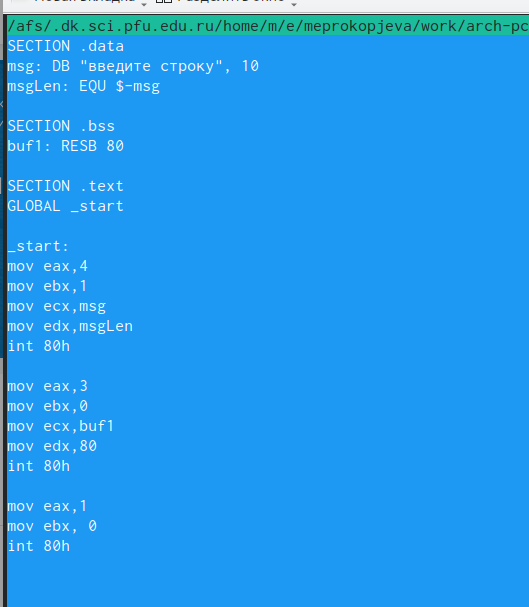 /afs/.dk.sci.pfu.edu.ru/home/m/e/meprokopjeva/work/arch-pc
SECTION .data
msg: DB "введите строку", 10
msgLen: EQU $-msg
SECTION .bss
buf1: RESB 80
SECTION .text
GLOBAL _start
_start:
mov eax,4
mov ebx,1
mov ecx,msg
mov edx,msgLen
int 80h
mov eax,3
mov ebx,0
mov ecx,buf1
mov edx,80
int 80h
mov eax,1
mov ebx, 0
int 80h